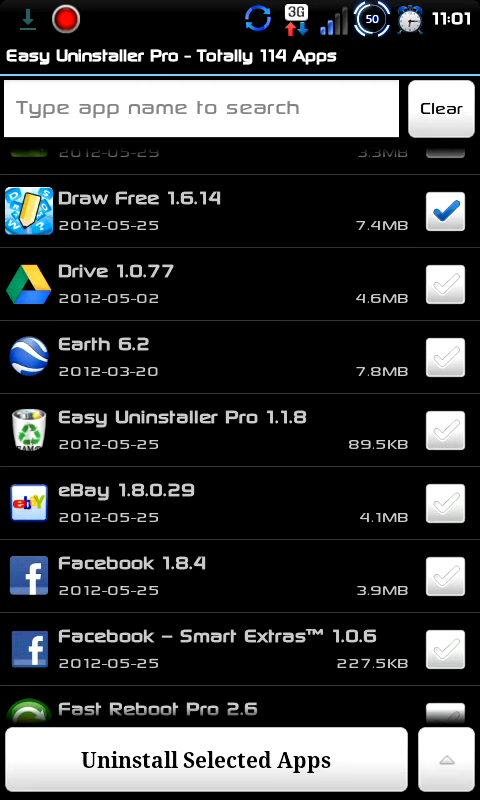 3G
50
11:01
Easy Uninstaller Pro - Totally 114 Apps
Type app name to search
Clear
2012-05-29 3.3MB
Draw Free 1.6.14
2012-05-25 7.4MB
Drive 1.0.77
2012-05-02 4.6MB
Earth 6.2
2012-03-20 7.8MB
Easy Uninstaller Pro 1.1.8
2012-05-25 89.5KB
eBay 1.8.0.29
2012-05-25 4.1MB
Facebook 1.8.4
2012-05-25 3.9MB
Facebook – Smart Extras™ 1.0.6
2012-05-25 227.5KB
Fast Reboot Pro 2.6
Uninstall Selected Apps